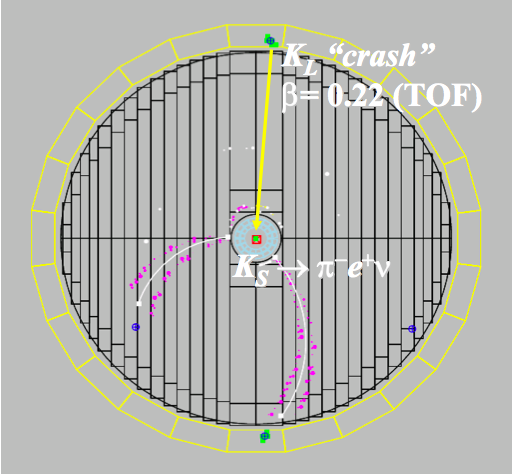 K_L “crash”
β= 0.22 (TOF)
K_S → π⁻e⁺ν